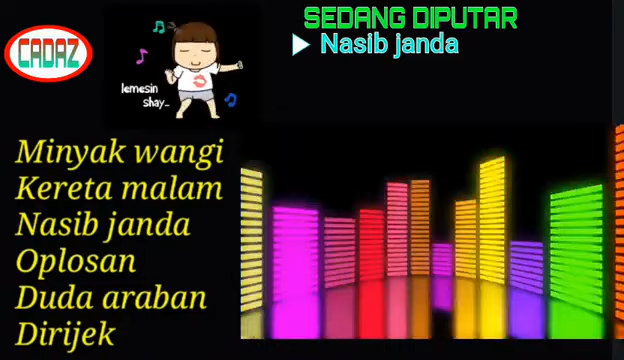 CADAZ
lemesin
shay...
SEDANG DIPUTAR
Nasib janda
Minyak wangi
Kereta malam
Nasib janda
Oplosan
Duda araban
Dirijek